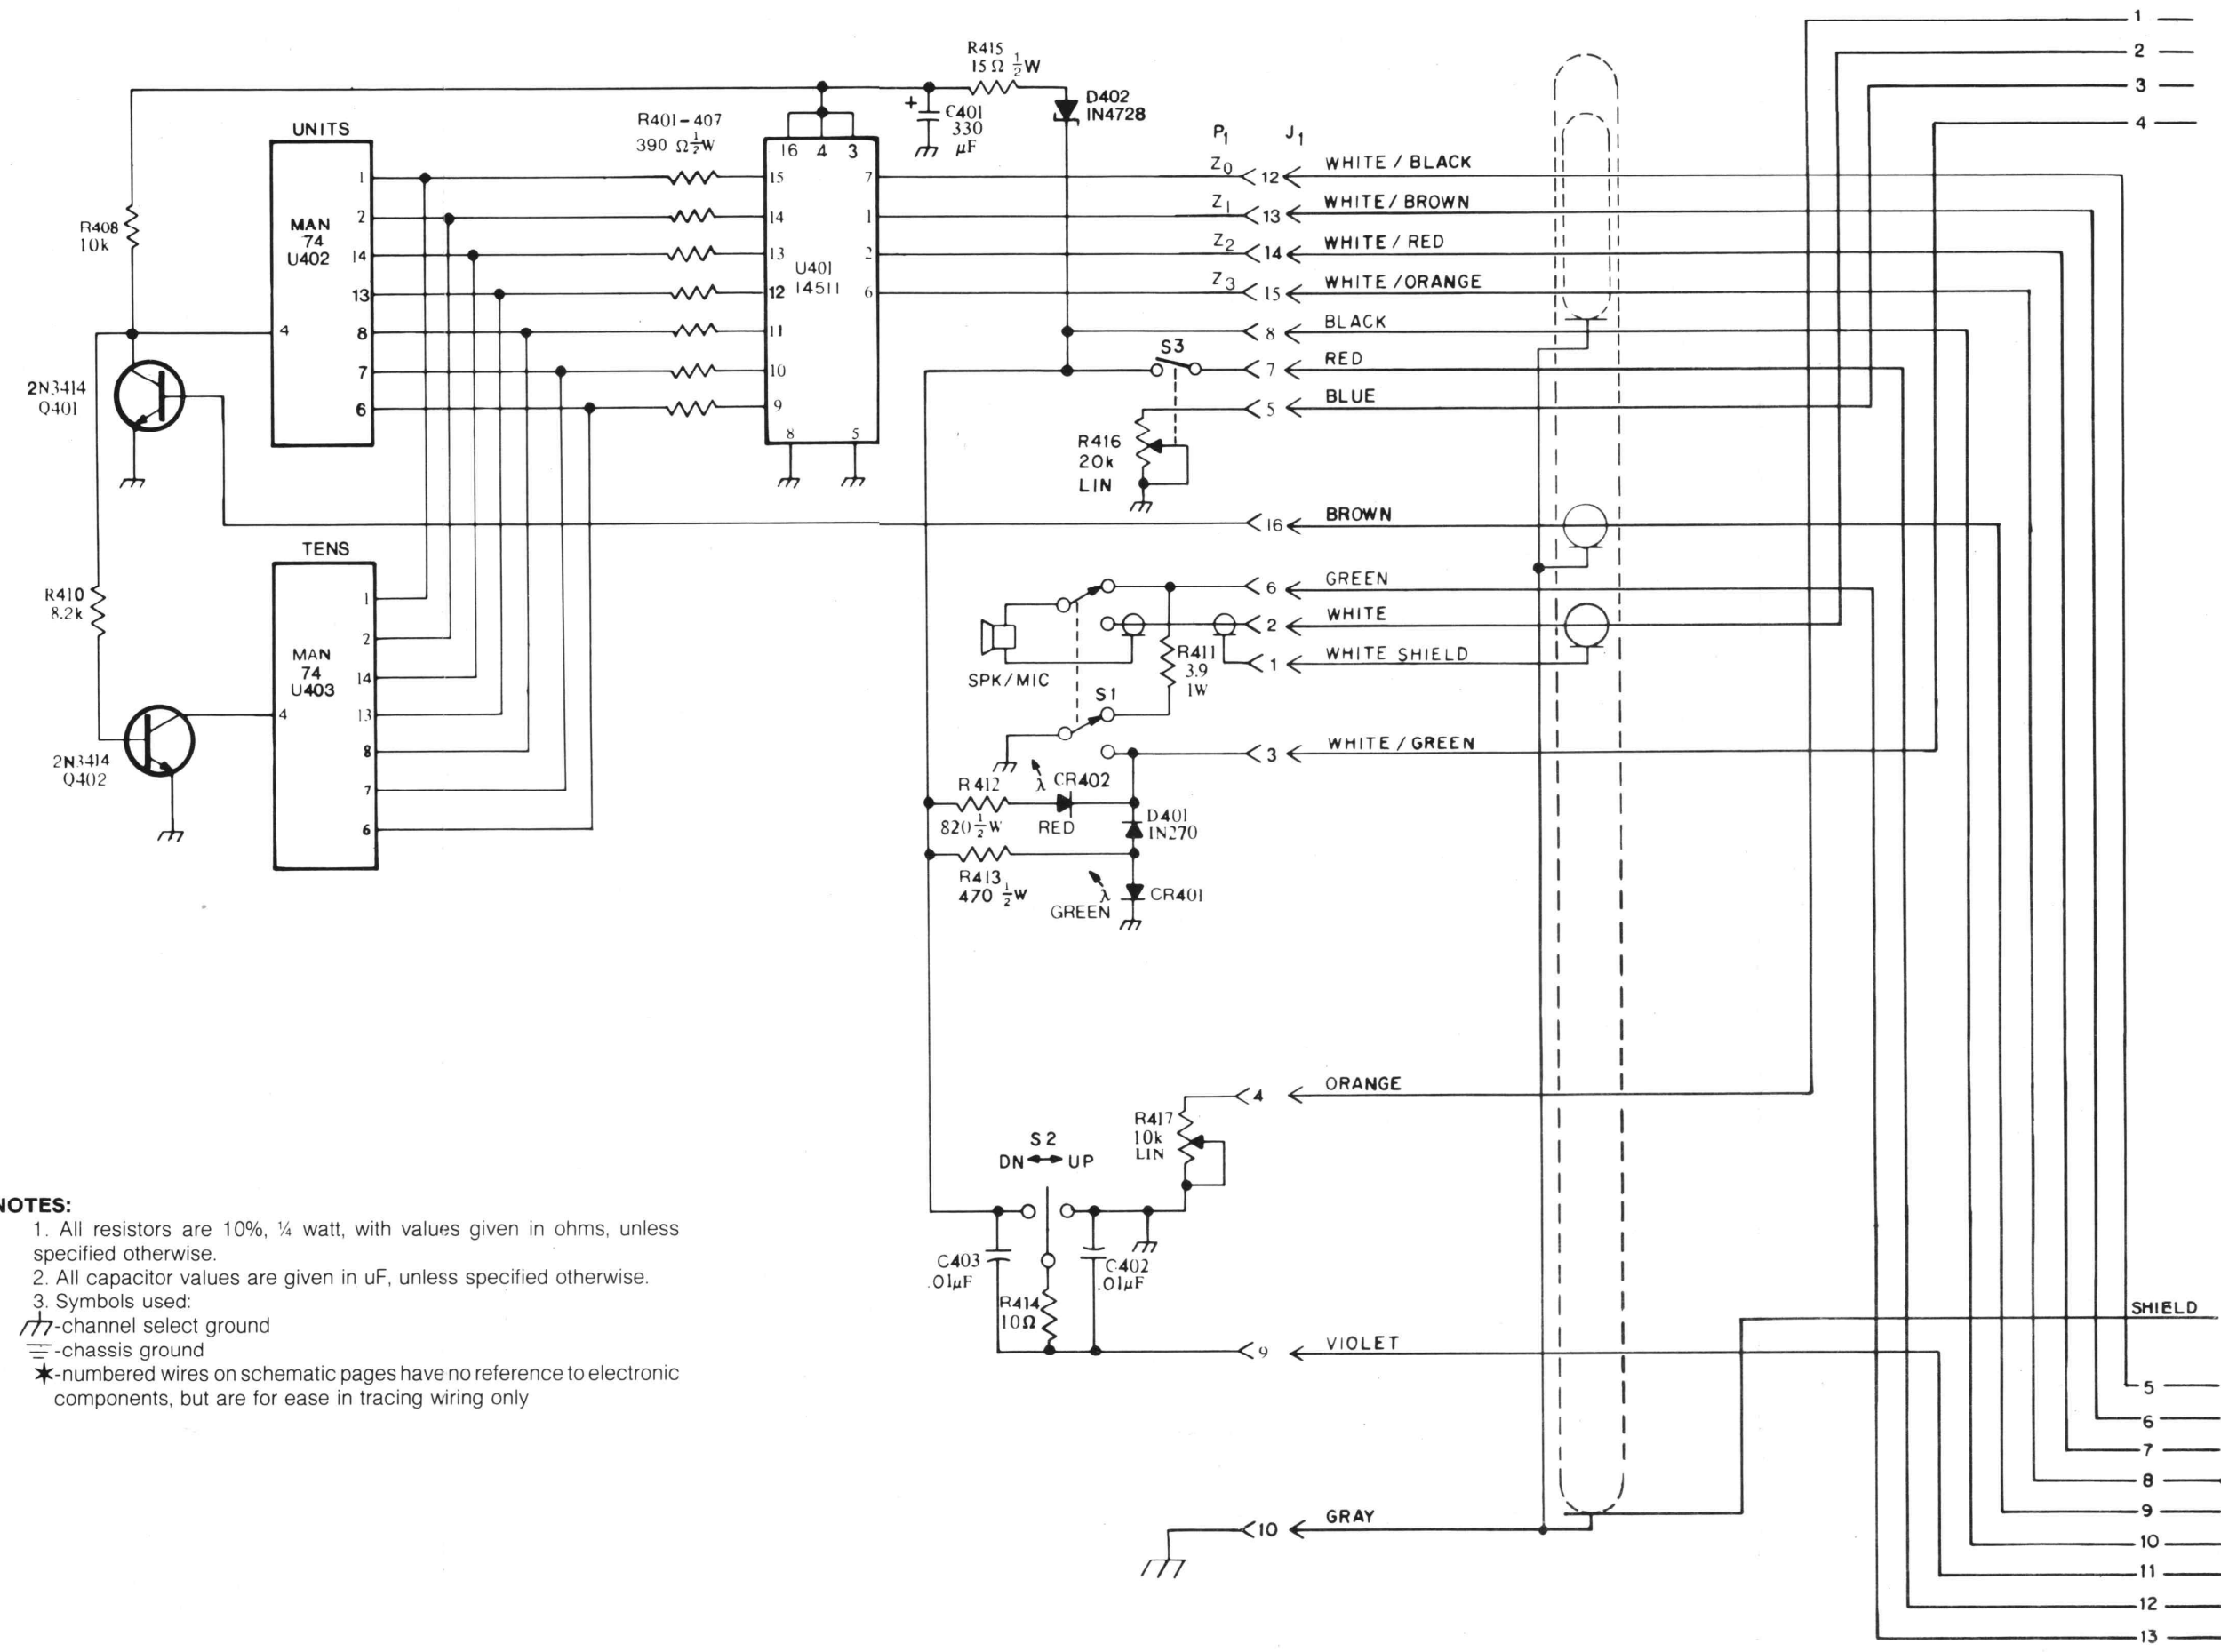 1
2
3
4
R415
15 Ω ½W
D402
IN4728
+
C401
330
µF
UNITS
R401-407
390 Ω ½W
16 4 3
P1 J1
Z0 12 WHITE / BLACK
Z1 13 WHITE / BROWN
Z2 14 WHITE / RED
Z3 15 WHITE /ORANGE
8 BLACK
7 RED
5 BLUE
S3
R416
20k
LIN
1
2
14
13
8
7
6
MAN
74
U402
4
15
14
13
12
11
10
9
U401
14511
7
1
2
6
8 5
R408
10k
2N3414
Q401
16 BROWN
TENS
R410
8.2k
MAN
74
U403
4
1
2
14
13
8
7
6
2N3414
Q402
6 GREEN
2 WHITE
1 WHITE SHIELD
R411
3.9
1W
SPK/MIC
S1
3 WHITE / GREEN
R412
820 ½W
λ CR402
RED
D401
IN270
R413
470 ½W
λ
GREEN
CR401
4 ORANGE
R417
10k
LIN
S2
DN UP
C403
.01µF
C402
.01µF
R414
10Ω
9 VIOLET
10 GRAY
SHIELD
5
6
7
8
9
10
11
12
13
NOTES:
1. All resistors are 10%, ¼ watt, with values given in ohms, unless
specified otherwise.
2. All capacitor values are given in uF, unless specified otherwise.
3. Symbols used:
-channel select ground
-chassis ground
★-numbered wires on schematic pages have no reference to electronic
components, but are for ease in tracing wiring only